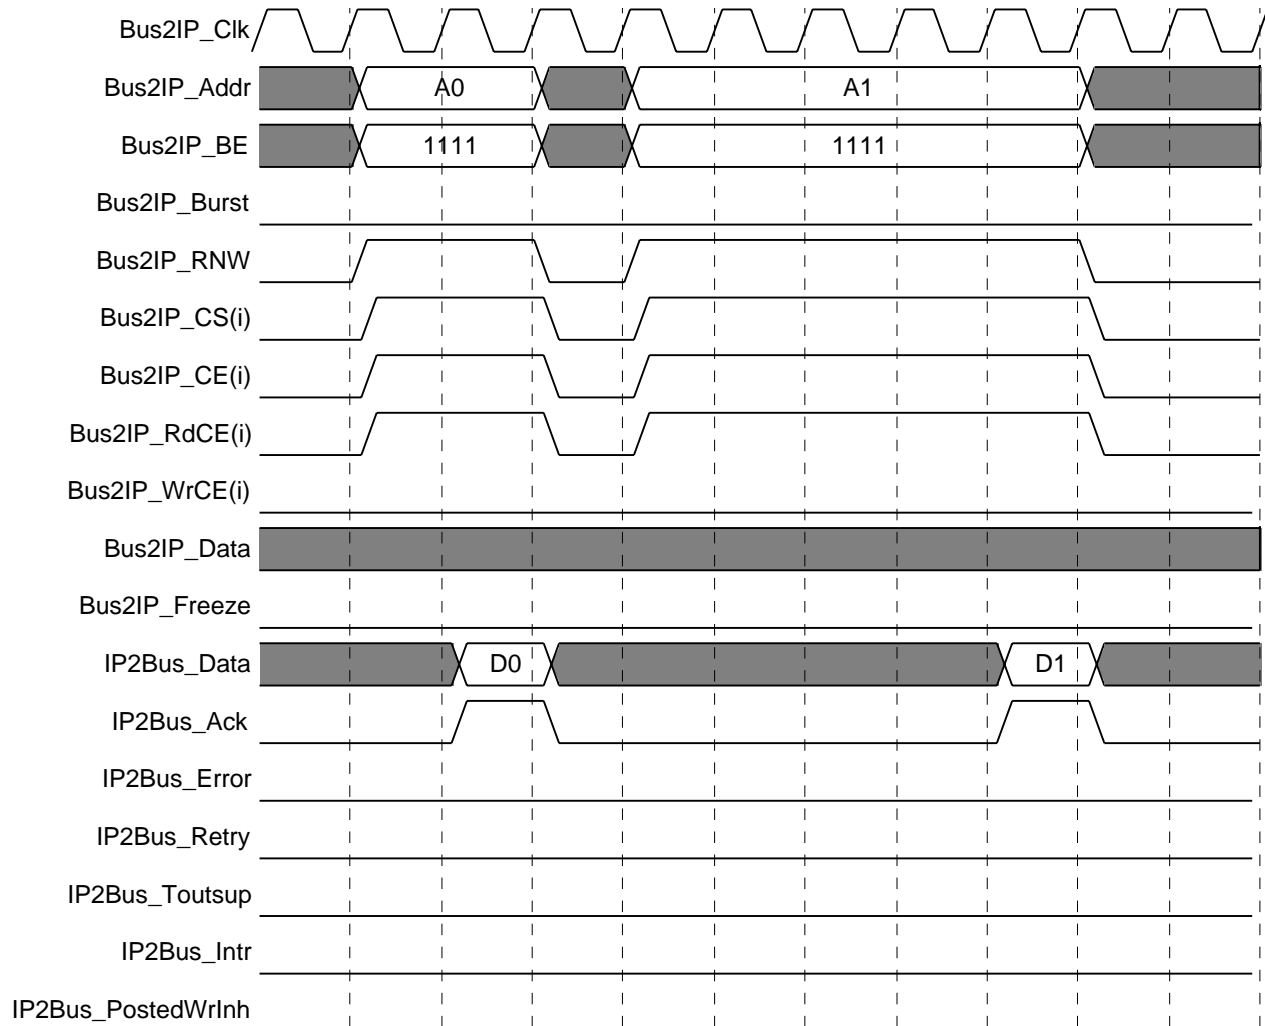 Bus2IP_Clk
Bus2IP_Addr A0 A1
Bus2IP_BE 1111 1111
Bus2IP_Burst
Bus2IP_RNW
Bus2IP_CS(i)
Bus2IP_CE(i)
Bus2IP_RdCE(i)
Bus2IP_WrCE(i)
Bus2IP_Data
Bus2IP_Freeze
IP2Bus_Data D0 D1
IP2Bus_Ack
IP2Bus_Error
IP2Bus_Retry
IP2Bus_Toutsup
IP2Bus_Intr
IP2Bus_PostedWrInh